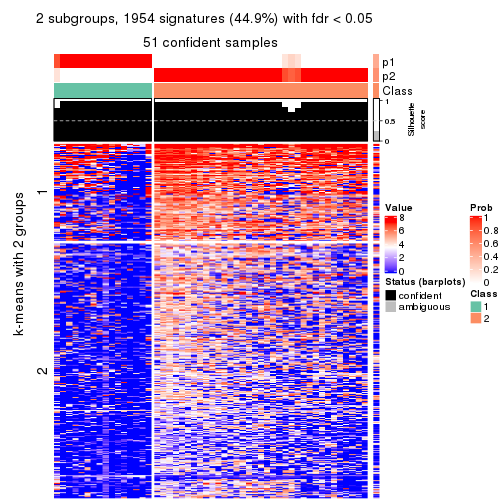 2 subgroups, 1954 signatures (44.9%) with fdr < 0.05
51 confident samples
p1
p2
Class
1
0.5
0
Silhouette
score
k-means with 2 groups
1
2
Value
8
6
4
2
0
Status (barplots)
confident
ambiguous
Prob
1
0.8
0.6
0.4
0.2
0
Class
1
2